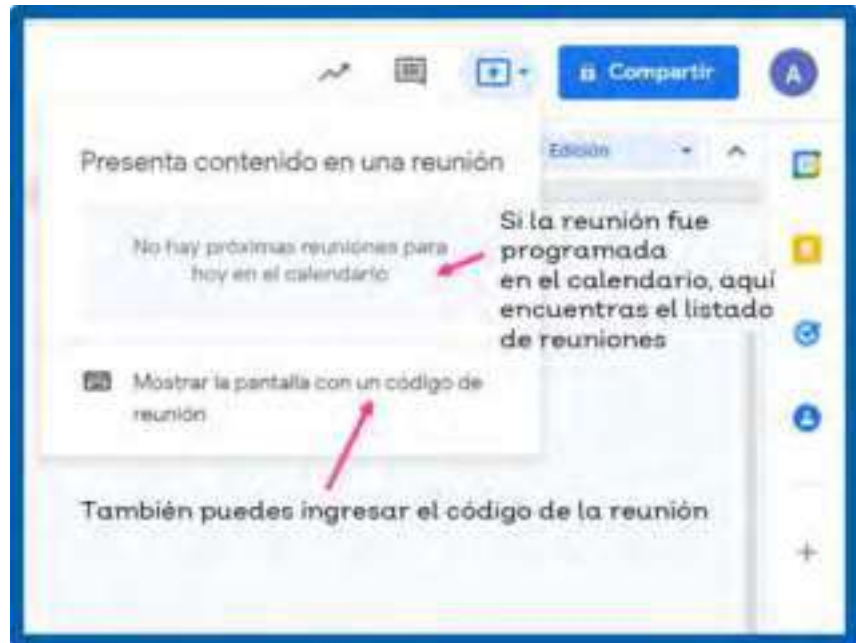 Compartir
A
Presenta contenido en una reunión
Edición
No hay próximas reuniones para
hoy en el calendario
Si la reunión fue
programada
en el calendario, aquí
encuentras el listado
de reuniones
Mostrar la pantalla con un código de
reunión
También puedes ingresar el código de la reunión